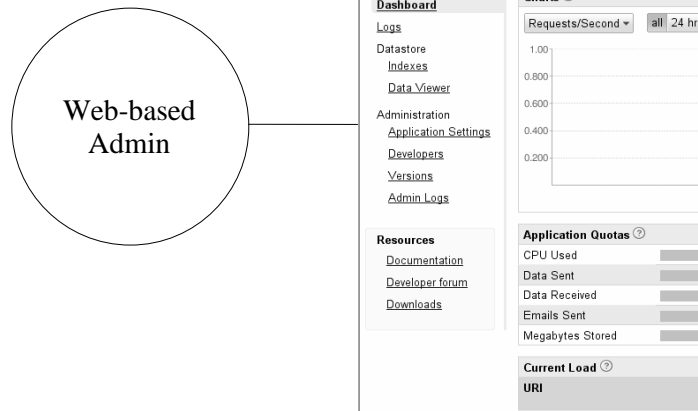 Web-based
Admin
Dashboard
Logs
Datastore
Indexes
Data Viewer
Administration
Application Settings
Developers
Versions
Admin Logs
Resources
Documentation
Developer forum
Downloads
Requests/Second all 24 hr
1.00
0.800
0.600
0.400
0.200
Application Quotas ?
CPU Used
Data Sent
Data Received
Emails Sent
Megabytes Stored
Current Load ?
URI